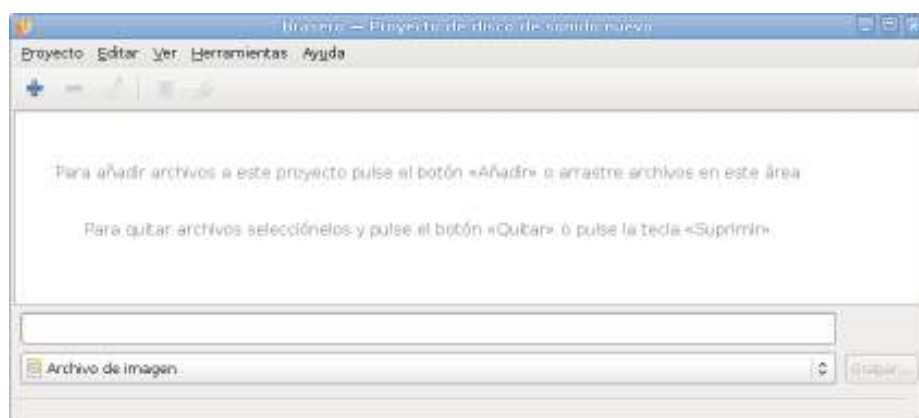 Brasero — Proyecto de disco de sonido nuevo
Proyecto Editar Ver Herramientas Ayuda
Para añadir archivos a este proyecto pulse el botón «Añadir» o arrastre archivos en este área
Para quitar archivos selecciónelos y pulse el botón «Quitar» o pulse la tecla «Suprimir»
Archivo de imagen
Grabar...